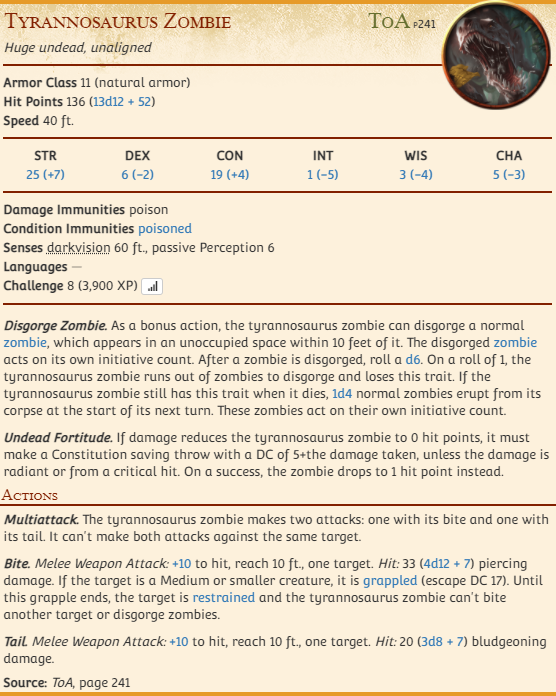 Tyrannosaurus Zombie ToA p241
Huge undead, unaligned
Armor Class 11 (natural armor)
Hit Points 136 (13d12 + 52)
Speed 40 ft.
STR DEX CON INT WIS CHA
25 (+7) 6 (−2) 19 (+4) 1 (−5) 3 (−4) 5 (−3)
Damage Immunities poison
Condition Immunities poisoned
Senses darkvision 60 ft., passive Perception 6
Languages —
Challenge 8 (3,900 XP)
Disgorge Zombie. As a bonus action, the tyrannosaurus zombie can disgorge a normal
zombie, which appears in an unoccupied space within 10 feet of it. The disgorged zombie
acts on its own initiative count. After a zombie is disgorged, roll a d6. On a roll of 1, the
tyrannosaurus zombie runs out of zombies to disgorge and loses this trait. If the
tyrannosaurus zombie still has this trait when it dies, 1d4 normal zombies erupt from its
corpse at the start of its next turn. These zombies act on their own initiative count.
Undead Fortitude. If damage reduces the tyrannosaurus zombie to 0 hit points, it must
make a Constitution saving throw with a DC of 5+the damage taken, unless the damage is
radiant or from a critical hit. On a success, the zombie drops to 1 hit point instead.
Actions
Multiattack. The tyrannosaurus zombie makes two attacks: one with its bite and one with
its tail. It can't make both attacks against the same target.
Bite. Melee Weapon Attack: +10 to hit, reach 10 ft., one target. Hit: 33 (4d12 + 7) piercing
damage. If the target is a Medium or smaller creature, it is grappled (escape DC 17). Until
this grapple ends, the target is restrained and the tyrannosaurus zombie can't bite
another target or disgorge zombies.
Tail. Melee Weapon Attack: +10 to hit, reach 10 ft., one target. Hit: 20 (3d8 + 7) bludgeoning
damage.
Source: ToA, page 241